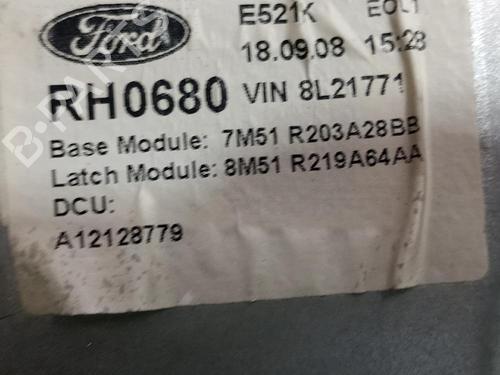 Ford
E521K EOL1
18.09.08 15:28
RH0680 VIN 8L21771
Base Module: 7M51 R203A28BB
Latch Module: 8M51 R219A64AA
DCU:
A12128779